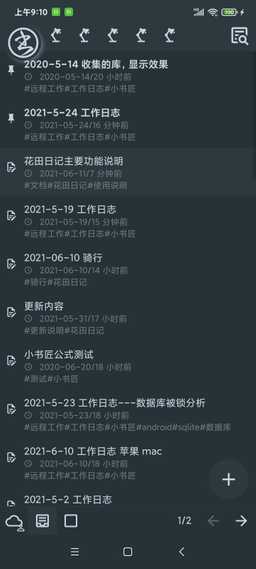 上午9:10
2020-5-14 收集的库, 显示效果
2020-05-14/20 小时前
#远程工作#工作日志#小书匠
2021-5-24 工作日志
2021-05-24/16 分钟前
#远程工作#工作日志#小书匠
花田日记主要功能说明
2021-06-11/7 分钟前
#文档#花田日记#使用说明
2021-5-19 工作日志
2021-05-19/15 分钟前
#远程工作#工作日志#小书匠
2021-06-10 骑行
2021-06-10/14 小时前
#骑行#花田日记
更新内容
2021-05-31/17 小时前
#更新说明#花田日记
小书匠公式测试
2020-06-20/18 小时前
#测试#小书匠
2021-5-23 工作日志---数据库被锁分析
2021-05-23/18 小时前
#远程工作#工作日志#小书匠#android#sqlite#数据库
2021-6-10 工作日志 苹果 mac
2021-06-10/18 小时前
#远程工作#工作日志#小书匠
2021-5-2 工作日志
1/2